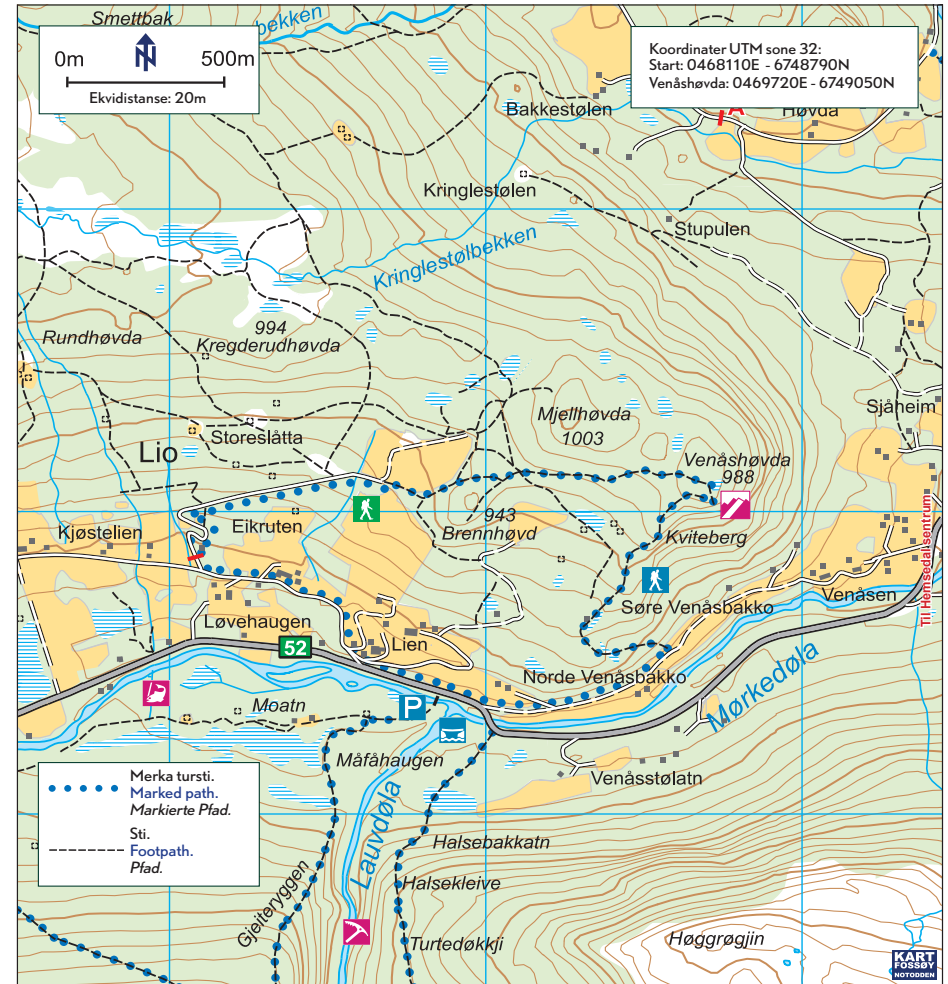 Smettbak
bekken
0m
N
500m
Ekvidistanse: 20m
Koordinater UTM sone 32:
Start: 0468110E - 6748790N
Venåshøvda: 0469720E - 6749050N
Bakkestølen
Høvda
Kringlestølen
Stupulen
Kringlestølbekken
Rundhøvda
994
Kregderudhøvda
Mjellhøvda
1003
Sjåheim
Storeslåtta
Lio
Venåshøvda
988
943
Brennhøvd
Eikruten
Kjøstelien
Kviteberg
Til Hemsedal sentrum
Søre Venåsbakko
Venåsen
Løvehaugen
52
Lien
Norde Venåsbakko
Mørkedøla
Moatn
P
Måfåhaugen
Venåsstølatn
Merka tursti.
Marked path.
Markierte Pfad.
Sti.
Footpath.
Pfad.
Lauvdøla
Halsebakkatn
Gjeiteryggen
Halsekleive
Turtedøkkji
Høggrøgjin
KART
FOSSØY
NOTODDEN